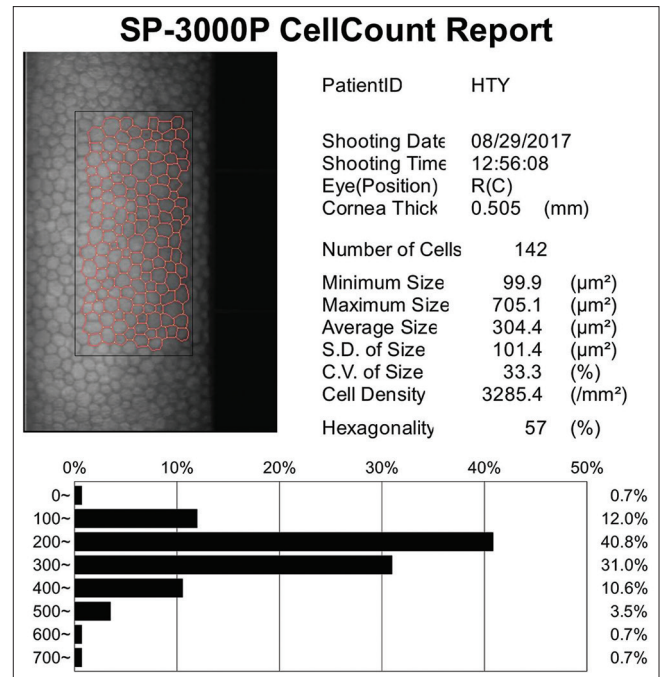 SP-3000P CellCount Report
PatientID HTY
Shooting Date 08/29/2017
Shooting Time 12:56:08
Eye(Position) R(C)
Cornea Thick 0.505 (mm)
Number of Cells 142
Minimum Size 99.9 (µm²)
Maximum Size 705.1 (µm²)
Average Size 304.4 (µm²)
S.D. of Size 101.4 (µm²)
C.V. of Size 33.3 (%)
Cell Density 3285.4 (/mm²)
Hexagonality 57 (%)
0% 10% 20% 30% 40% 50%
0~ 0.7%
100~ 12.0%
200~ 40.8%
300~ 31.0%
400~ 10.6%
500~ 3.5%
600~ 0.7%
700~ 0.7%